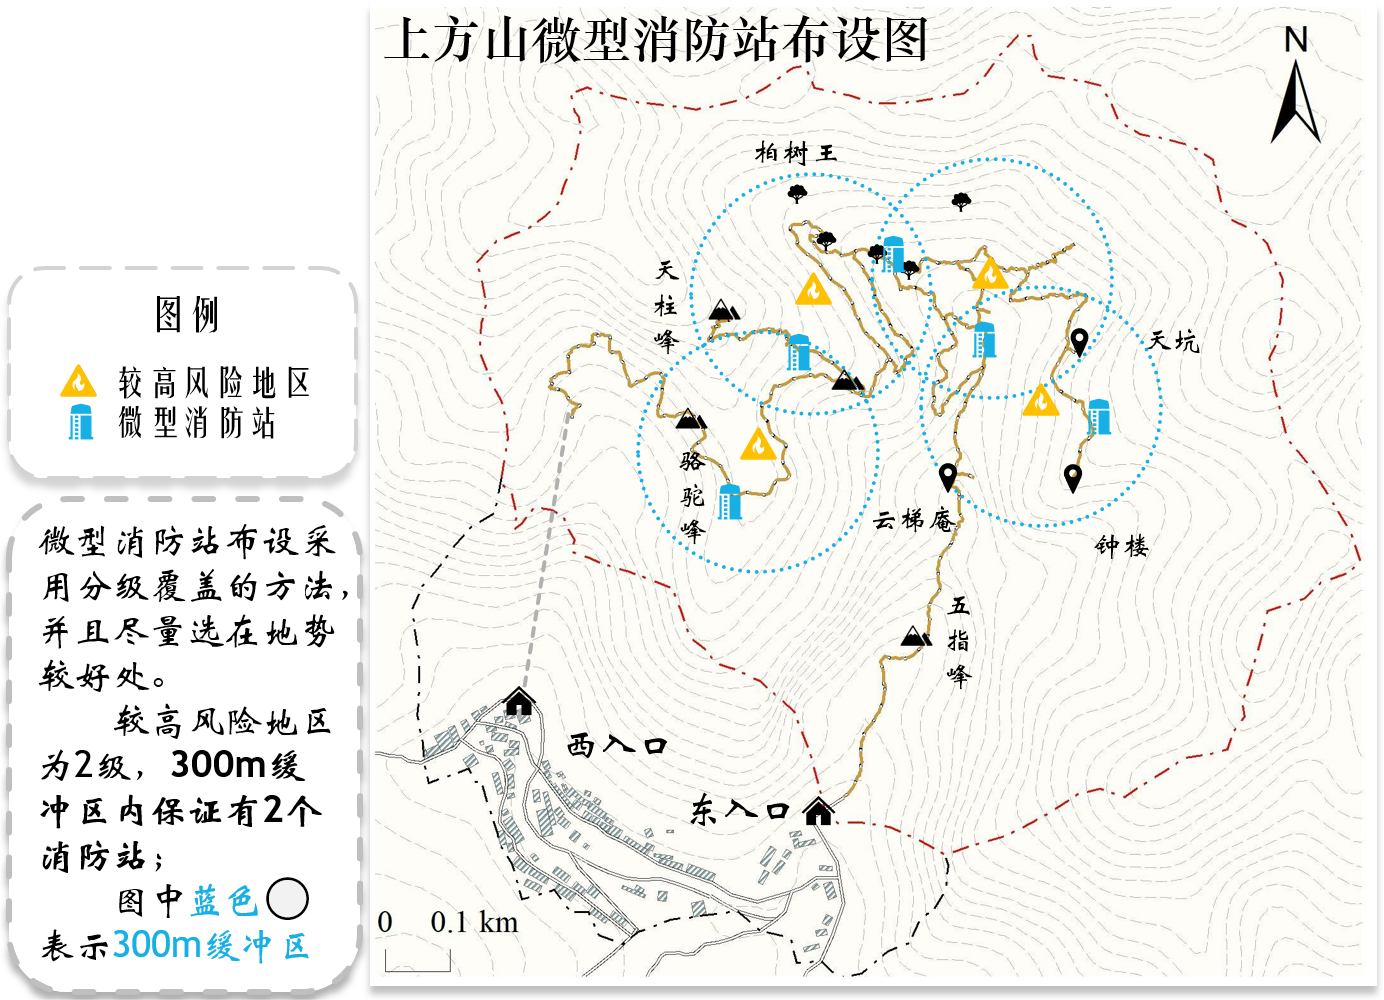 上方山微型消防站布设图
N
柏树王
天柱峰
天坑
骆驼峰
云梯庵
钟楼
五指峰
西入口
东入口
0 0.1 km
图例
较高风险地区
微型消防站
微型消防站布设采
用分级覆盖的方法，
并且尽量选在地势
较好处。
较高风险地区
为2级，300m缓
冲区内保证有2个
消防站；
图中蓝色
表示300m缓冲区